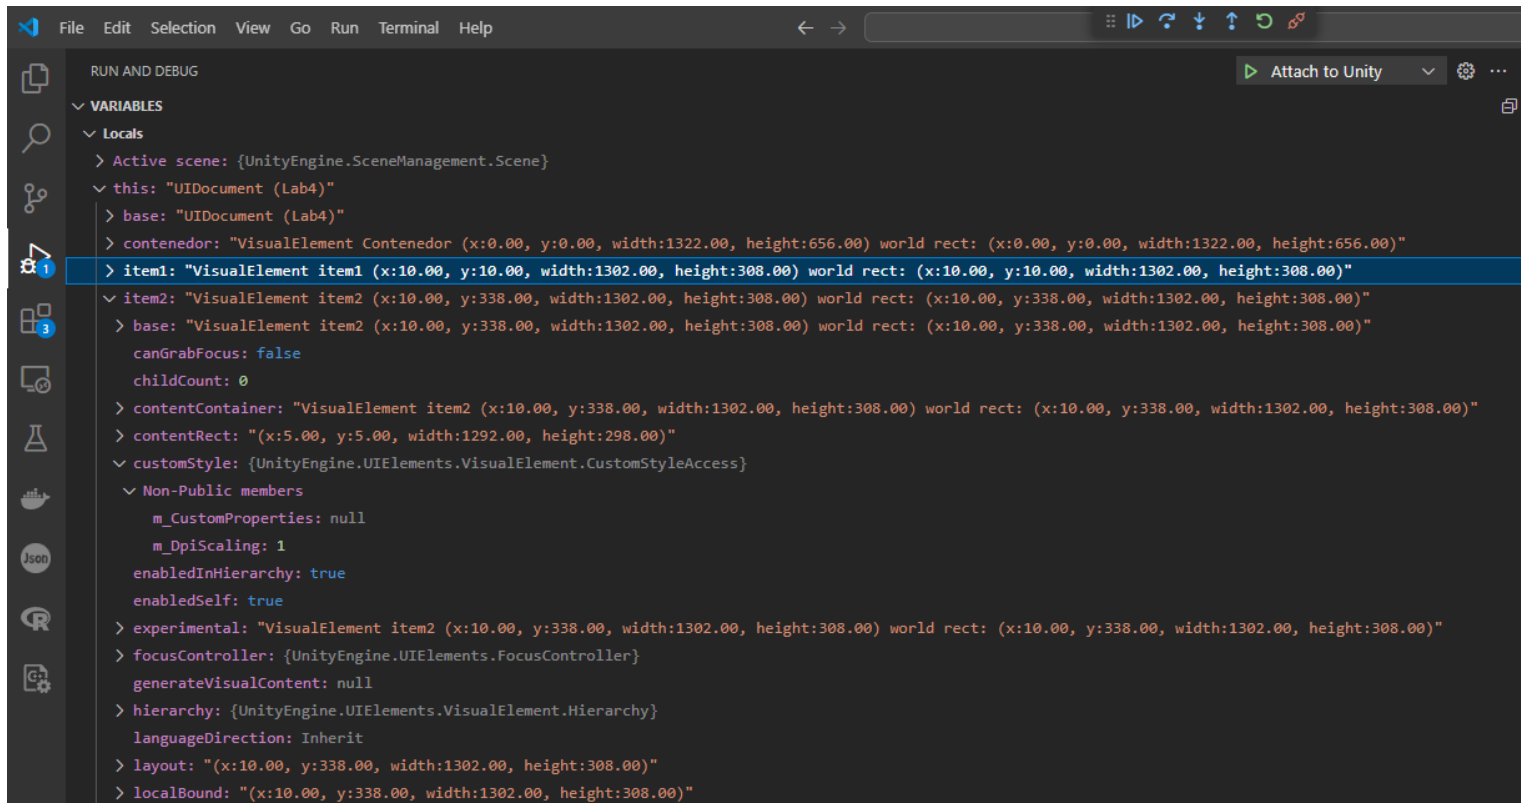 File Edit Selection View Go Run Terminal Help
RUN AND DEBUG
Attach to Unity
VARIABLES
Locals
Active scene: {UnityEngine.SceneManagement.Scene}
this: "UIDocument (Lab4)"
base: "UIDocument (Lab4)"
contenedor: "VisualElement Contenedor (x:0.00, y:0.00, width:1322.00, height:656.00) world rect: (x:0.00, y:0.00, width:1322.00, height:656.00)"
item1: "VisualElement item1 (x:10.00, y:10.00, width:1302.00, height:308.00) world rect: (x:10.00, y:10.00, width:1302.00, height:308.00)"
1
item2: "VisualElement item2 (x:10.00, y:338.00, width:1302.00, height:308.00) world rect: (x:10.00, y:338.00, width:1302.00, height:308.00)"
base: "VisualElement item2 (x:10.00, y:338.00, width:1302.00, height:308.00) world rect: (x:10.00, y:338.00, width:1302.00, height:308.00)"
3
canGrabFocus: false
childCount: 0
contentContainer: "VisualElement item2 (x:10.00, y:338.00, width:1302.00, height:308.00) world rect: (x:10.00, y:338.00, width:1302.00, height:308.00)"
contentRect: "(x:5.00, y:5.00, width:1292.00, height:298.00)"
customStyle: {UnityEngine.UIElements.VisualElement.CustomStyleAccess}
Non-Public members
m_CustomProperties: null
m_DpiScaling: 1
Json
enabledInHierarchy: true
enabledSelf: true
R
experimental: "VisualElement item2 (x:10.00, y:338.00, width:1302.00, height:308.00) world rect: (x:10.00, y:338.00, width:1302.00, height:308.00)"
focusController: {UnityEngine.UIElements.FocusController}
generateVisualContent: null
hierarchy: {UnityEngine.UIElements.VisualElement.Hierarchy}
languageDirection: Inherit
layout: "(x:10.00, y:338.00, width:1302.00, height:308.00)"
localBound: "(x:10.00, y:338.00, width:1302.00, height:308.00)"